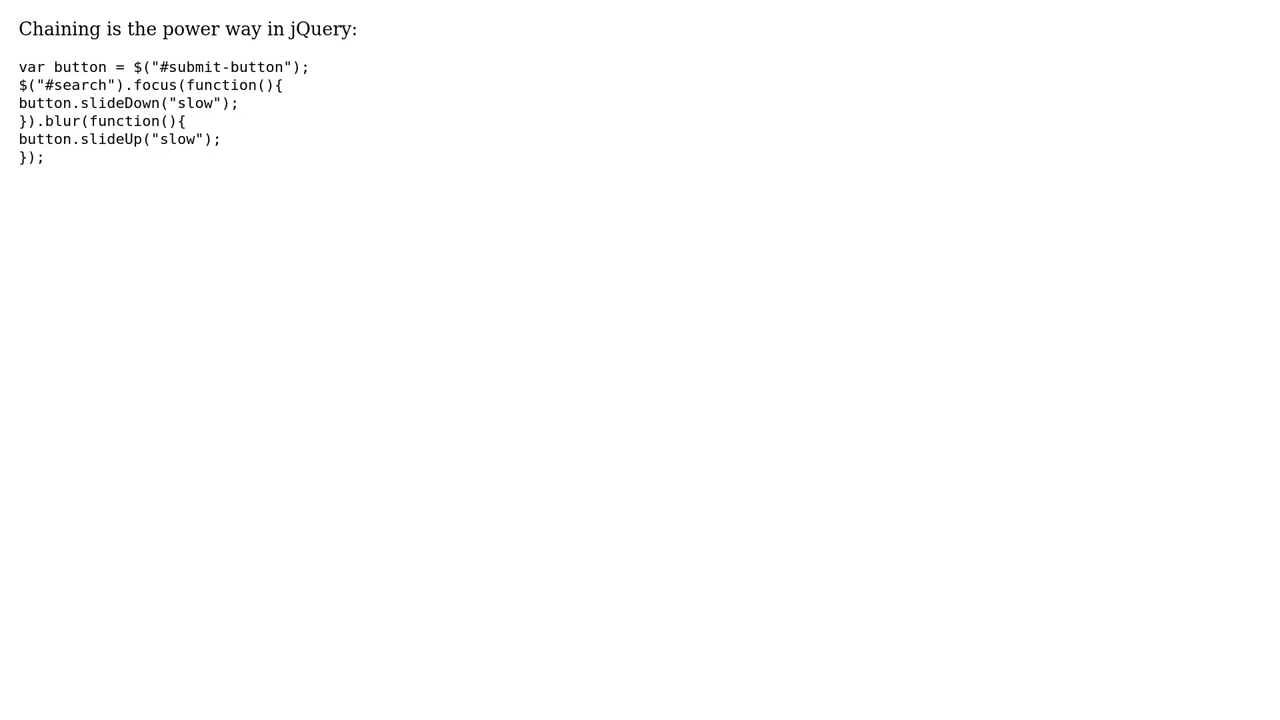 Chaining is the power way in jQuery:
var button = $("#submit-button");
$("#search").focus(function(){
button.slideDown("slow");
}).blur(function(){
button.slideUp("slow");
});